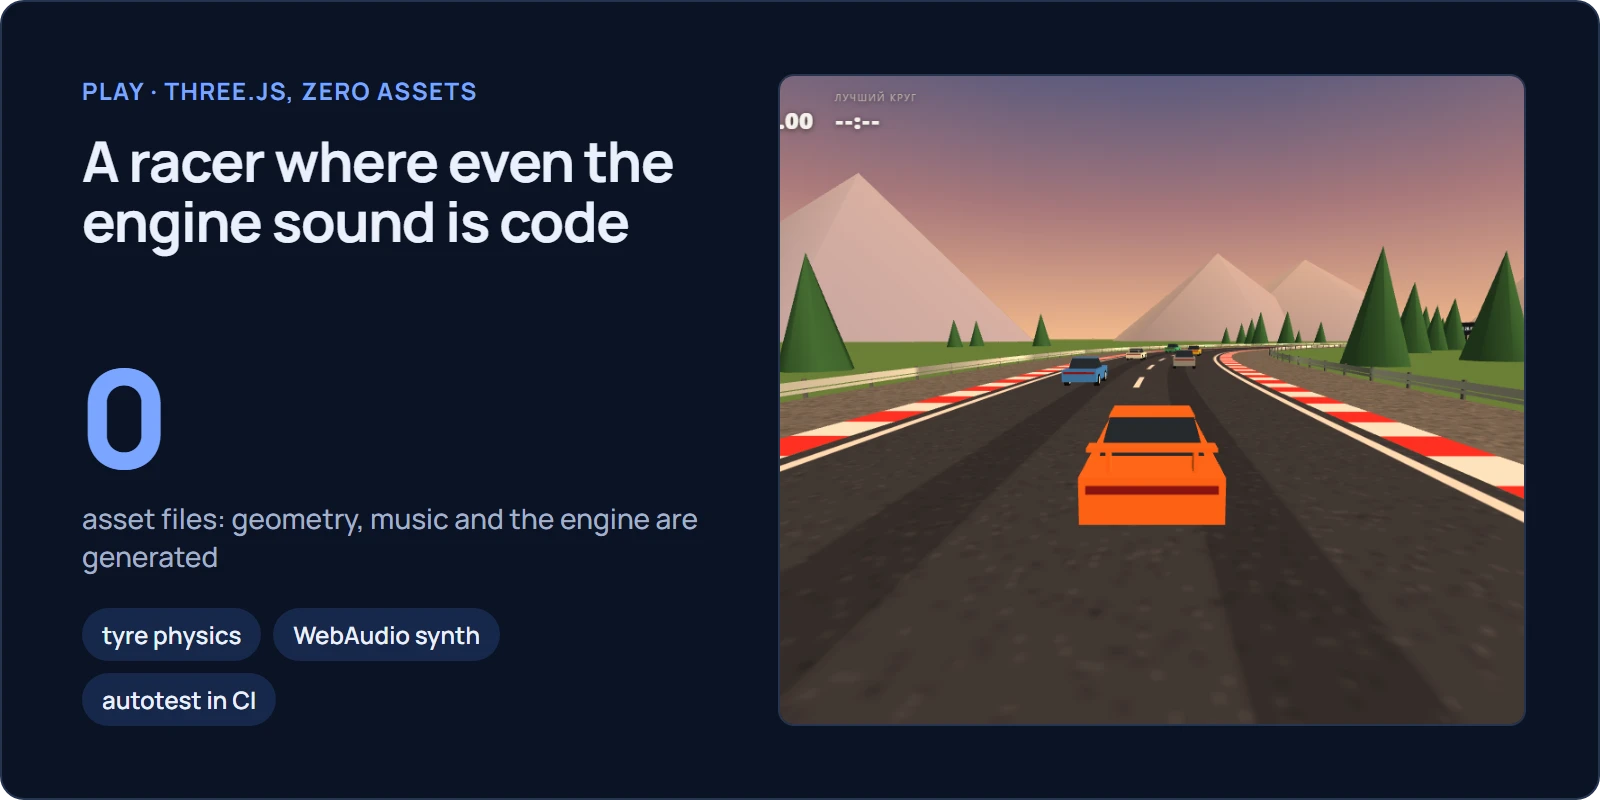 PLAY · THREE.JS, ZERO ASSETS
A racer where even the
engine sound is code
0
asset files: geometry, music and the engine are
generated
tyre physics
WebAudio synth
autotest in CI
ЛУЧШИЙ КРУГ
.00 --:--